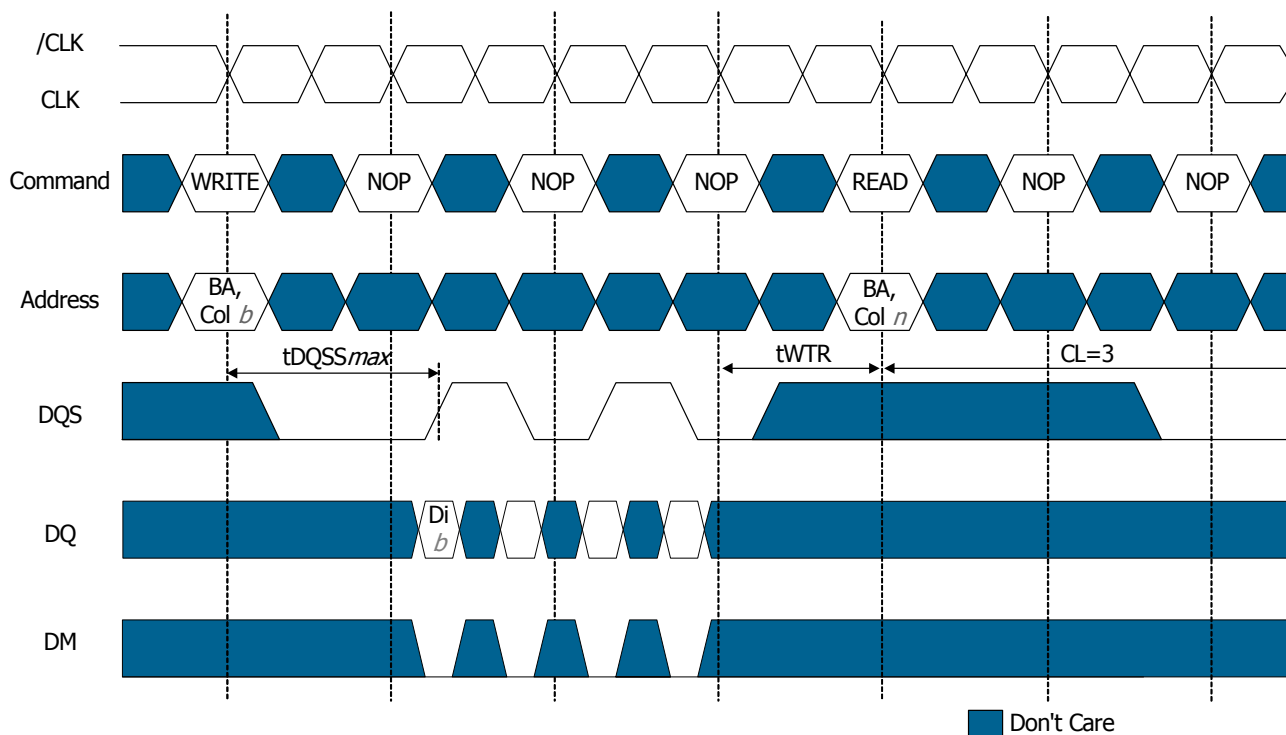 /CLK
CLK
Command
WRITE
NOP
NOP
NOP
READ
NOP
NOP
Address
BA,
Col b
BA,
Col n
tDQSSmax
tWTR
CL=3
DQS
DQ
Di
b
DM
Don't Care